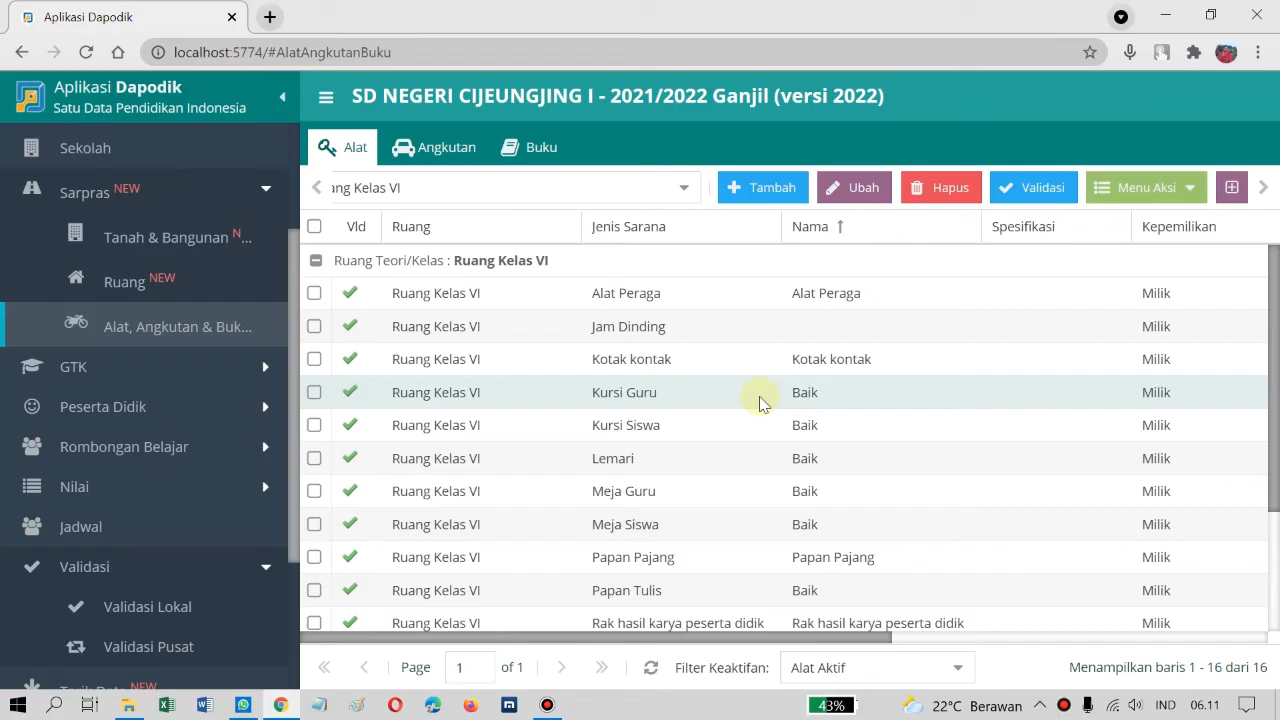 Aplikasi Dapodik
localhost:5774/#AlatAngkutanBuku
Aplikasi Dapodik
Satu Data Pendidikan Indonesia
SD NEGERI CIJEUNGJING I - 2021/2022 Ganjil (versi 2022)
Sekolah
Sarpras NEW
Tanah & Bangunan N...
Ruang NEW
Alat, Angkutan & Buk...
GTK
Peserta Didik
Rombongan Belajar
Nilai
Jadwal
Validasi
Validasi Lokal
Validasi Pusat
NEW
Alat Angkutan Buku
ang Kelas VI Tambah Ubah Hapus Validasi Menu Aksi
Vld Ruang Jenis Sarana Nama Spesifikasi Kepemilikan
Ruang Teori/Kelas : Ruang Kelas VI
Ruang Kelas VI Alat Peraga Alat Peraga Milik
Ruang Kelas VI Jam Dinding Milik
Ruang Kelas VI Kotak kontak Kotak kontak Milik
Ruang Kelas VI Kursi Guru Baik Milik
Ruang Kelas VI Kursi Siswa Baik Milik
Ruang Kelas VI Lemari Baik Milik
Ruang Kelas VI Meja Guru Baik Milik
Ruang Kelas VI Meja Siswa Baik Milik
Ruang Kelas VI Papan Pajang Papan Pajang Milik
Ruang Kelas VI Papan Tulis Baik Milik
Ruang Kelas VI Rak hasil karya peserta didik Rak hasil karya peserta didik Milik
Page 1 of 1 Filter Keaktifan: Alat Aktif Menampilkan baris 1 - 16 dari 16
43% 22°C Berawan IND 06.11